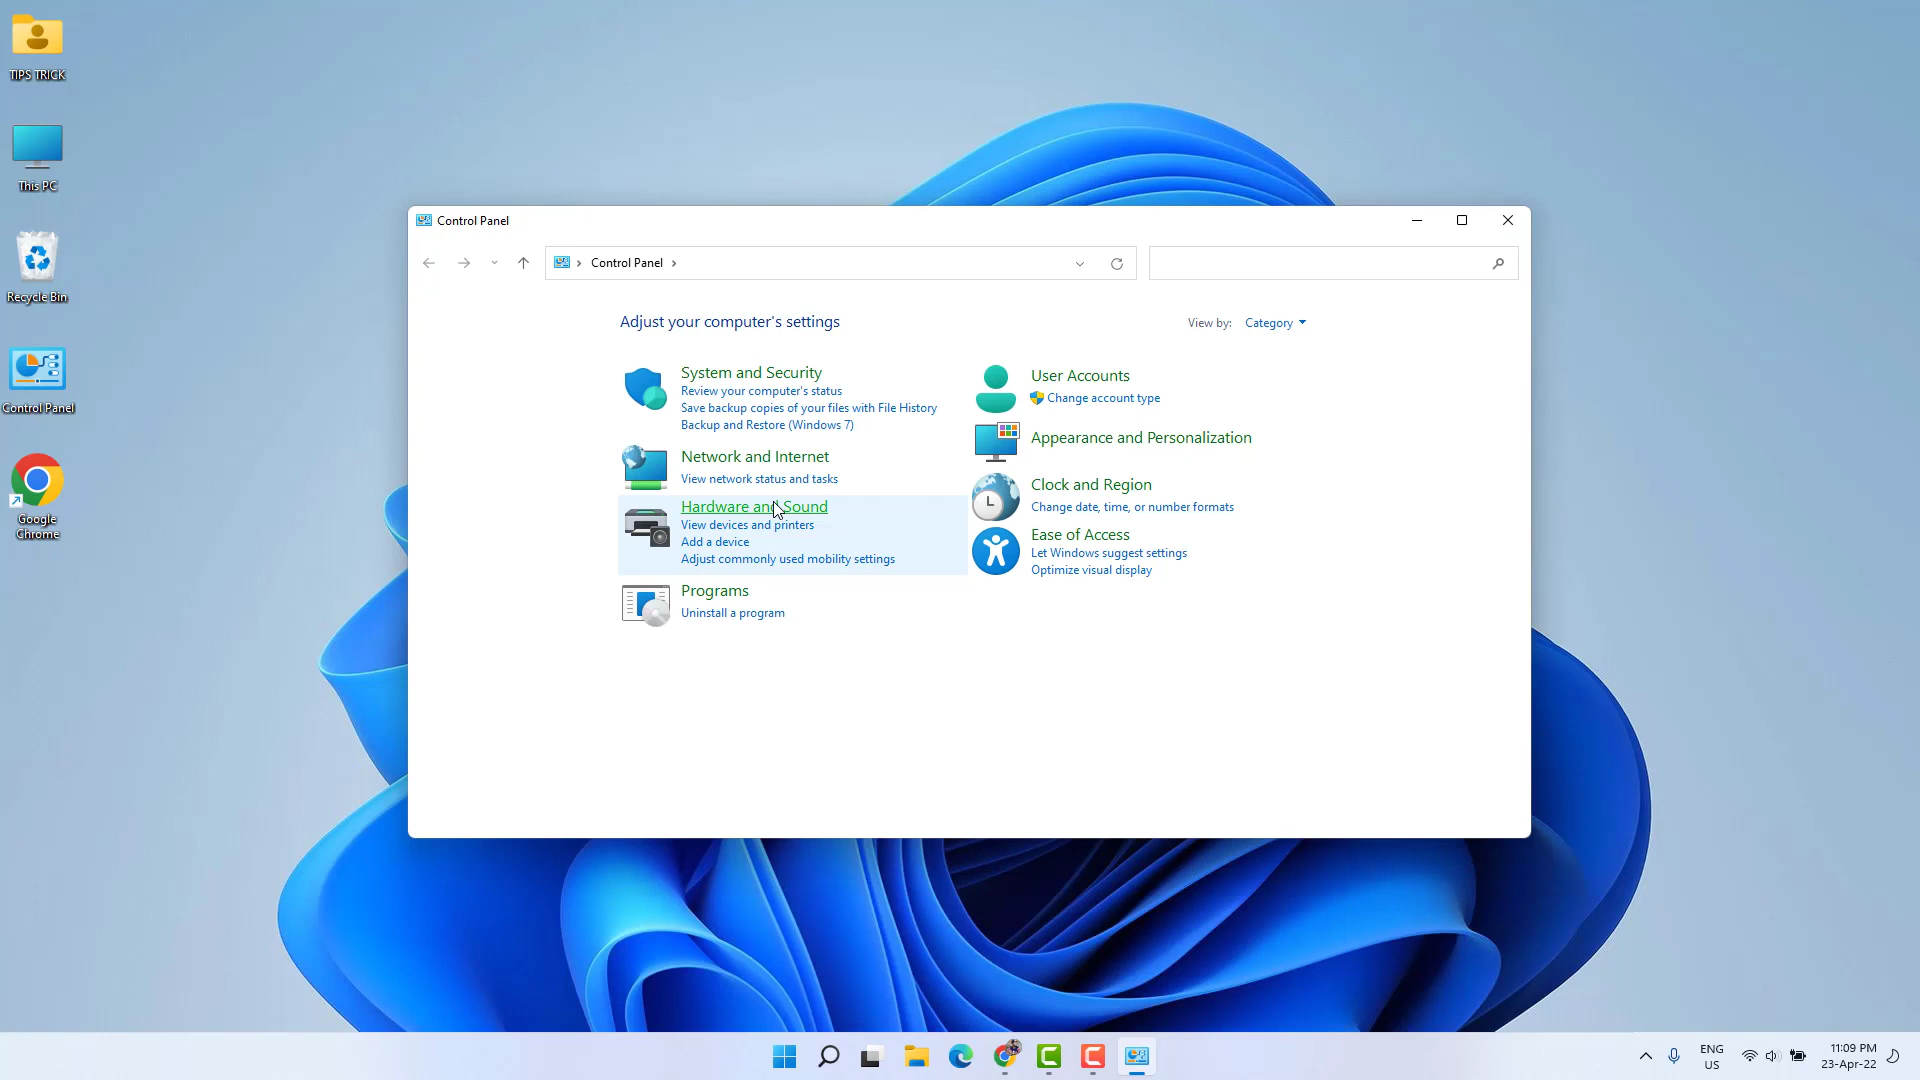 TIPS TRICK
This PC
Recycle Bin
Control Panel
Google
Chrome
Control Panel
Control Panel
Adjust your computer's settings
View by: Category
System and Security
Review your computer's status
Save backup copies of your files with File History
Backup and Restore (Windows 7)
Network and Internet
View network status and tasks
Hardware and Sound
View devices and printers
Add a device
Adjust commonly used mobility settings
Programs
Uninstall a program
User Accounts
Change account type
Appearance and Personalization
Clock and Region
Change date, time, or number formats
Ease of Access
Let Windows suggest settings
Optimize visual display
ENG
US
11:09 PM
23-Apr-22